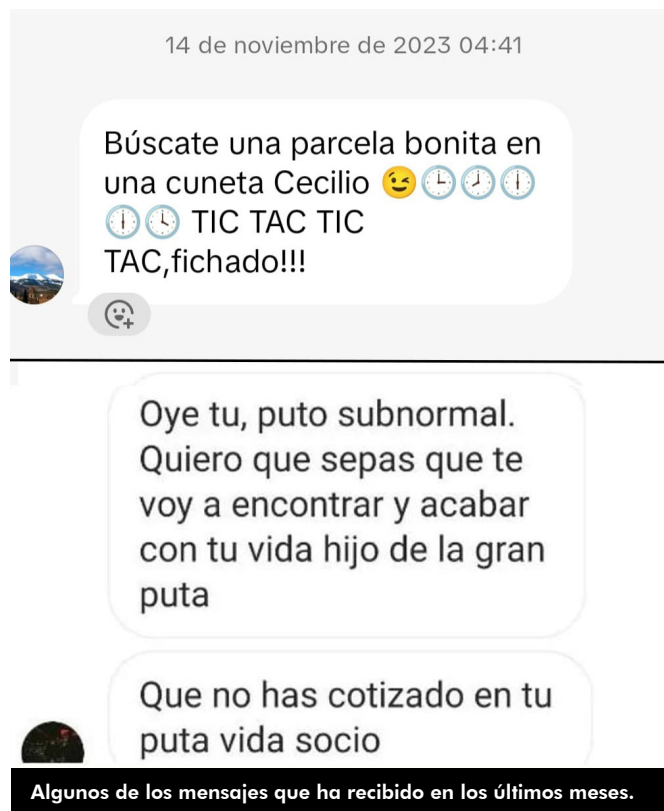 14 de noviembre de 2023 04:41
Búscate una parcela bonita en
una cuneta Cecilio 😉🕒🕗🕕
🕕🕓 TIC TAC TIC
TAC,fichado!!!
Oye tu, puto subnormal.
Quiero que sepas que te
voy a encontrar y acabar
con tu vida hijo de la gran
puta
Que no has cotizado en tu
puta vida socio
Algunos de los mensajes que ha recibido en los últimos meses.